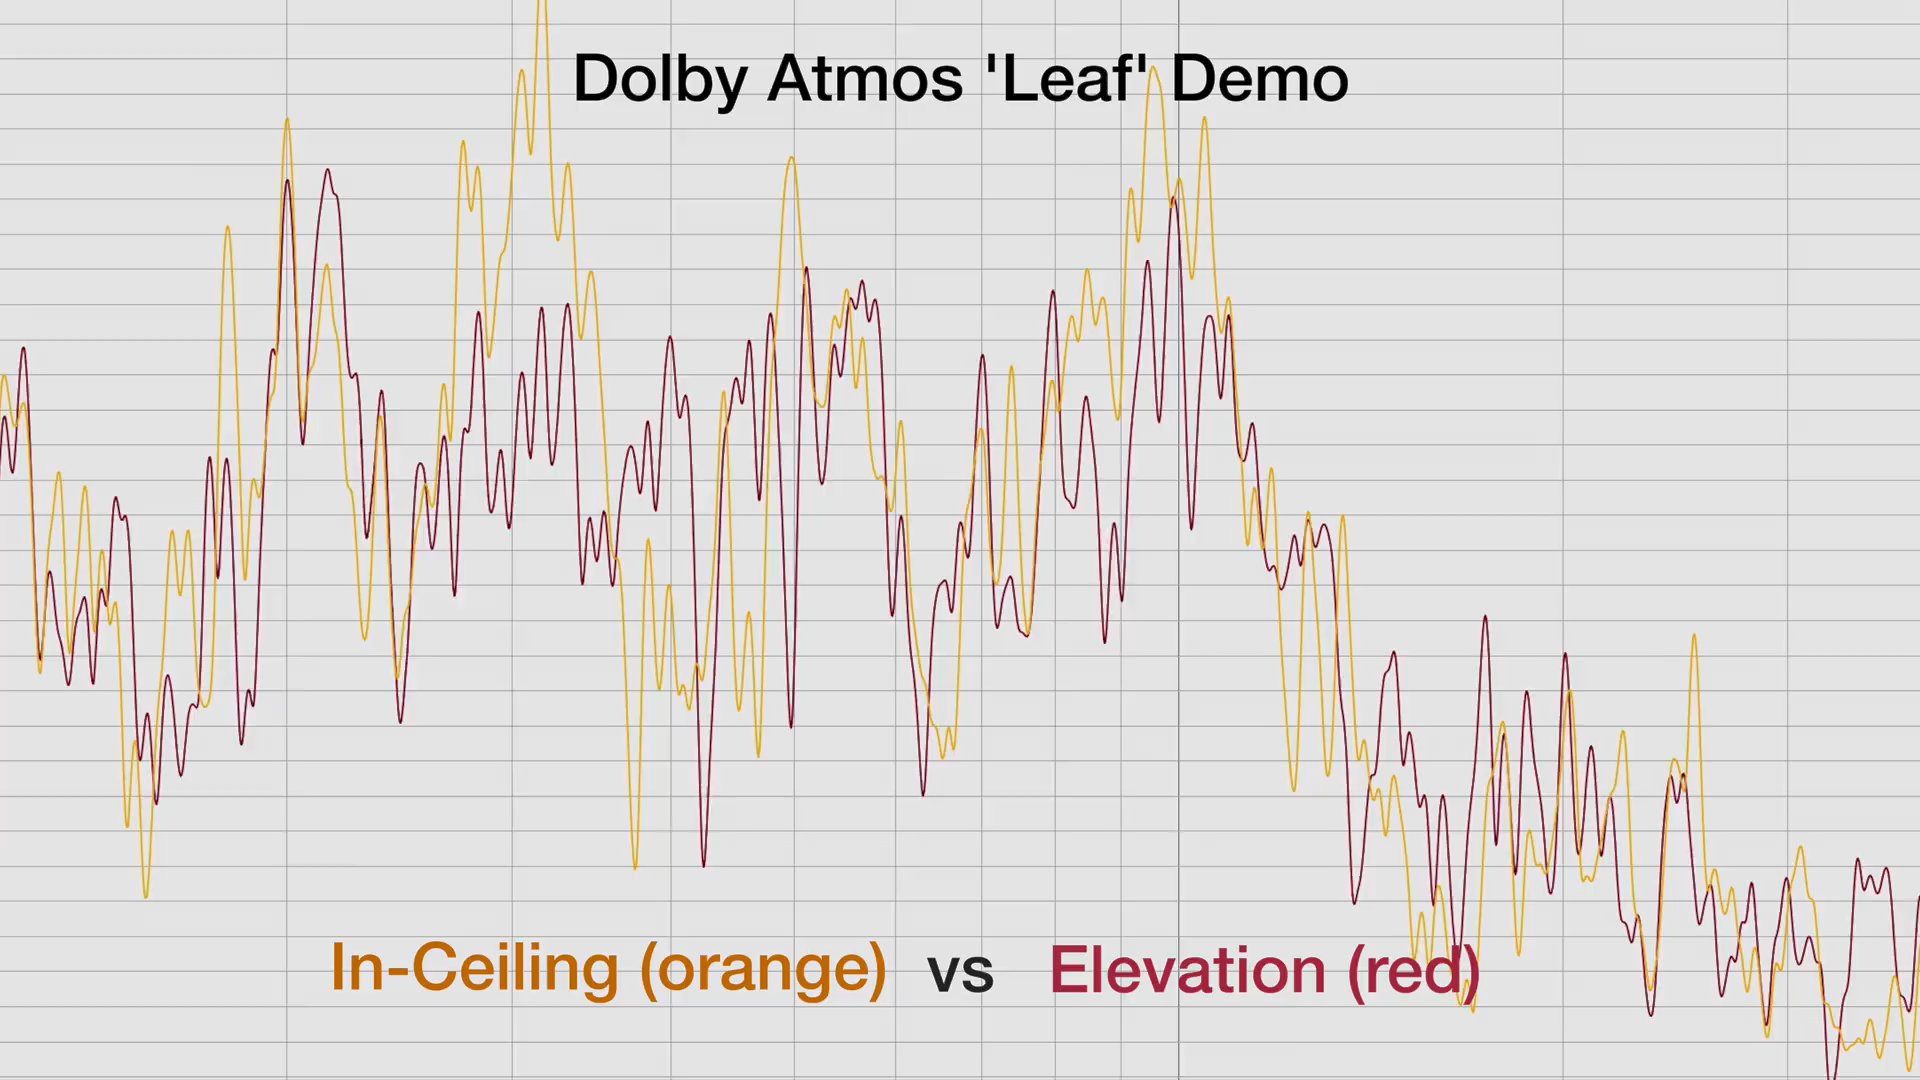 Dolby Atmos 'Leaf' Demo
In-Ceiling (orange) vs Elevation (red)